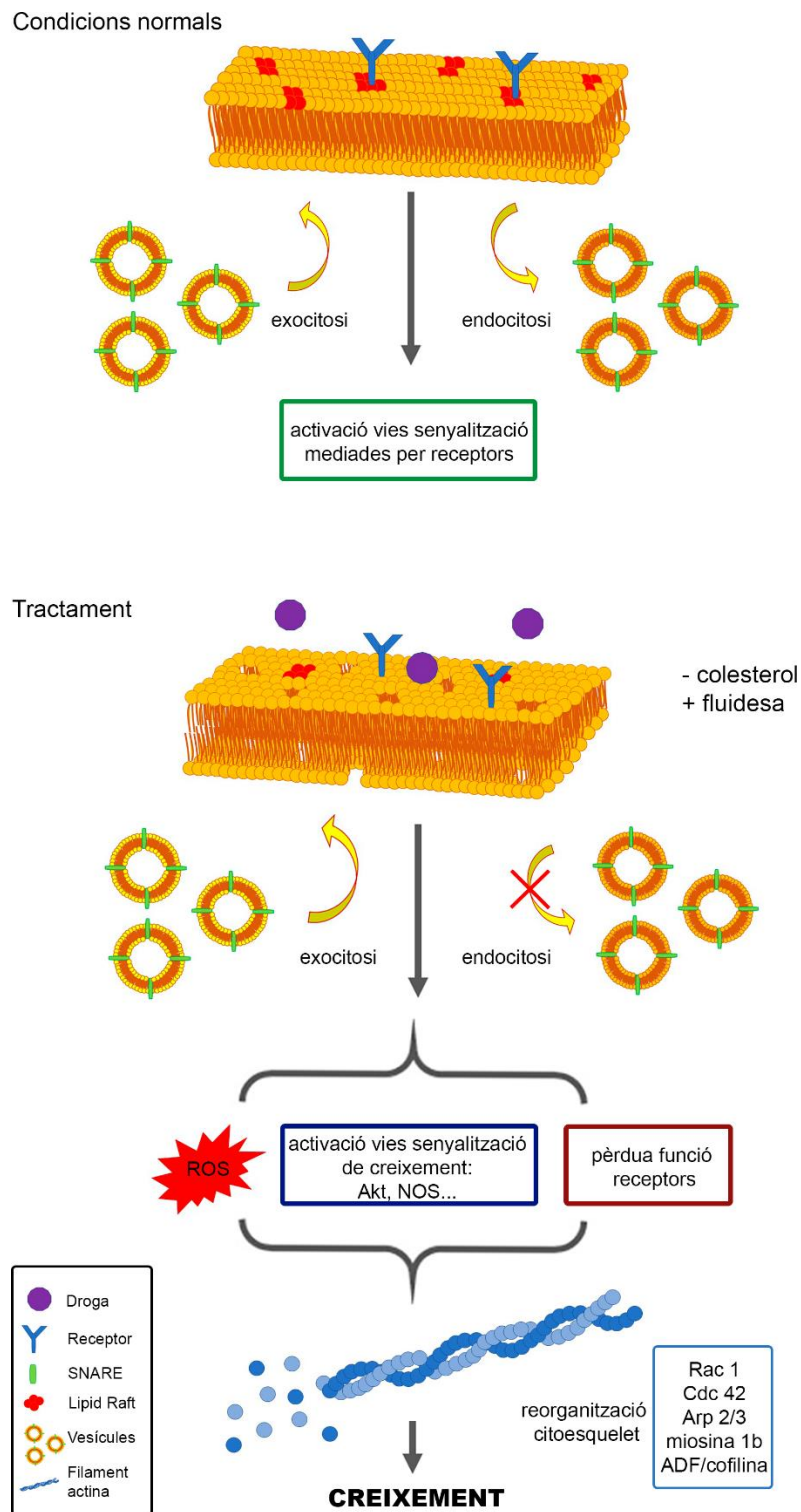 Condicions normals
exocitosi
endocitosi
activació vies senyalització
mediades per receptors
Tractament
- colesterol
+ fluidesa
exocitosi
endocitosi
ROS
activació vies senyalització
de creixement:
Akt, NOS...
pèrdua funció
receptors
Droga
Receptor
SNARE
Lipid Raft
Vesícules
Filament
actina
reorganització
citoesquelet
Rac 1
Cdc 42
Arp 2/3
miosina 1b
ADF/cofilina
CREIXEMENT